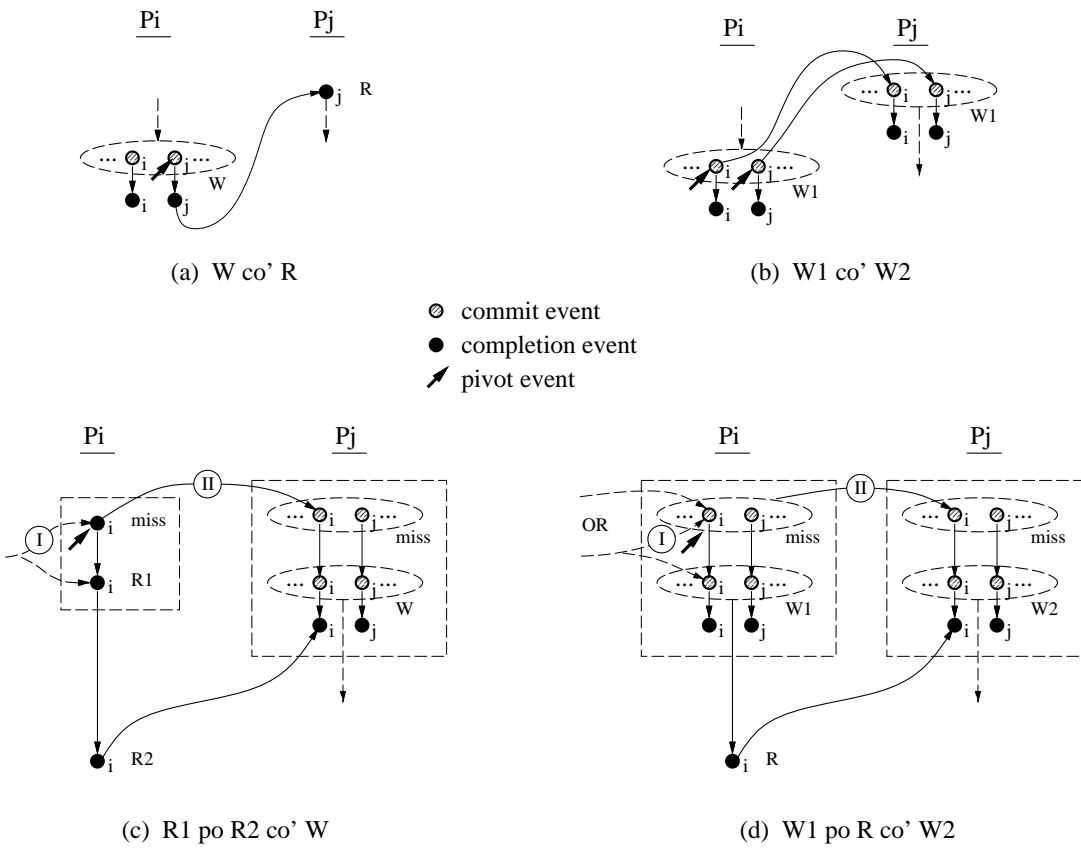 Pi
Pj
j R
... i j ...
W
i j
(a) W co' R
Pi
Pj
... i j ...
W1
i j
... i j ...
W1
i j
(b) W1 co' W2
commit event
completion event
pivot event
Pi
Pj
II
I
i miss
i R1
... i j ...
miss
... i j ...
W
i j
i R2
(c) R1 po R2 co' W
Pi
Pj
II
OR
I
... i j ...
miss
... i j ...
W1
i j
... i j ...
miss
... i j ...
W2
i j
i R
(d) W1 po R co' W2